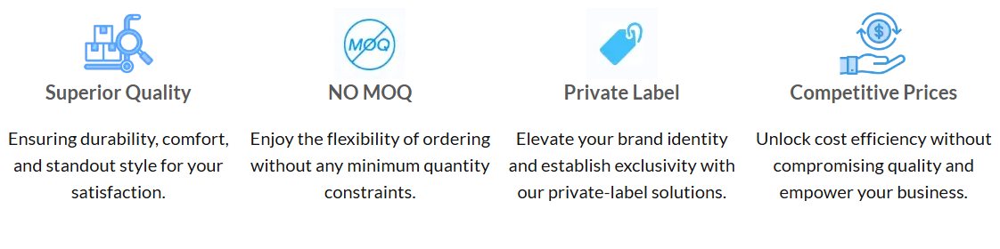 MOQ
$
Superior Quality
Ensuring durability, comfort,
and standout style for your
satisfaction.
NO MOQ
Enjoy the flexibility of ordering
without any minimum quantity
constraints.
Private Label
Elevate your brand identity
and establish exclusivity with
our private-label solutions.
Competitive Prices
Unlock cost efficiency without
compromising quality and
empower your business.